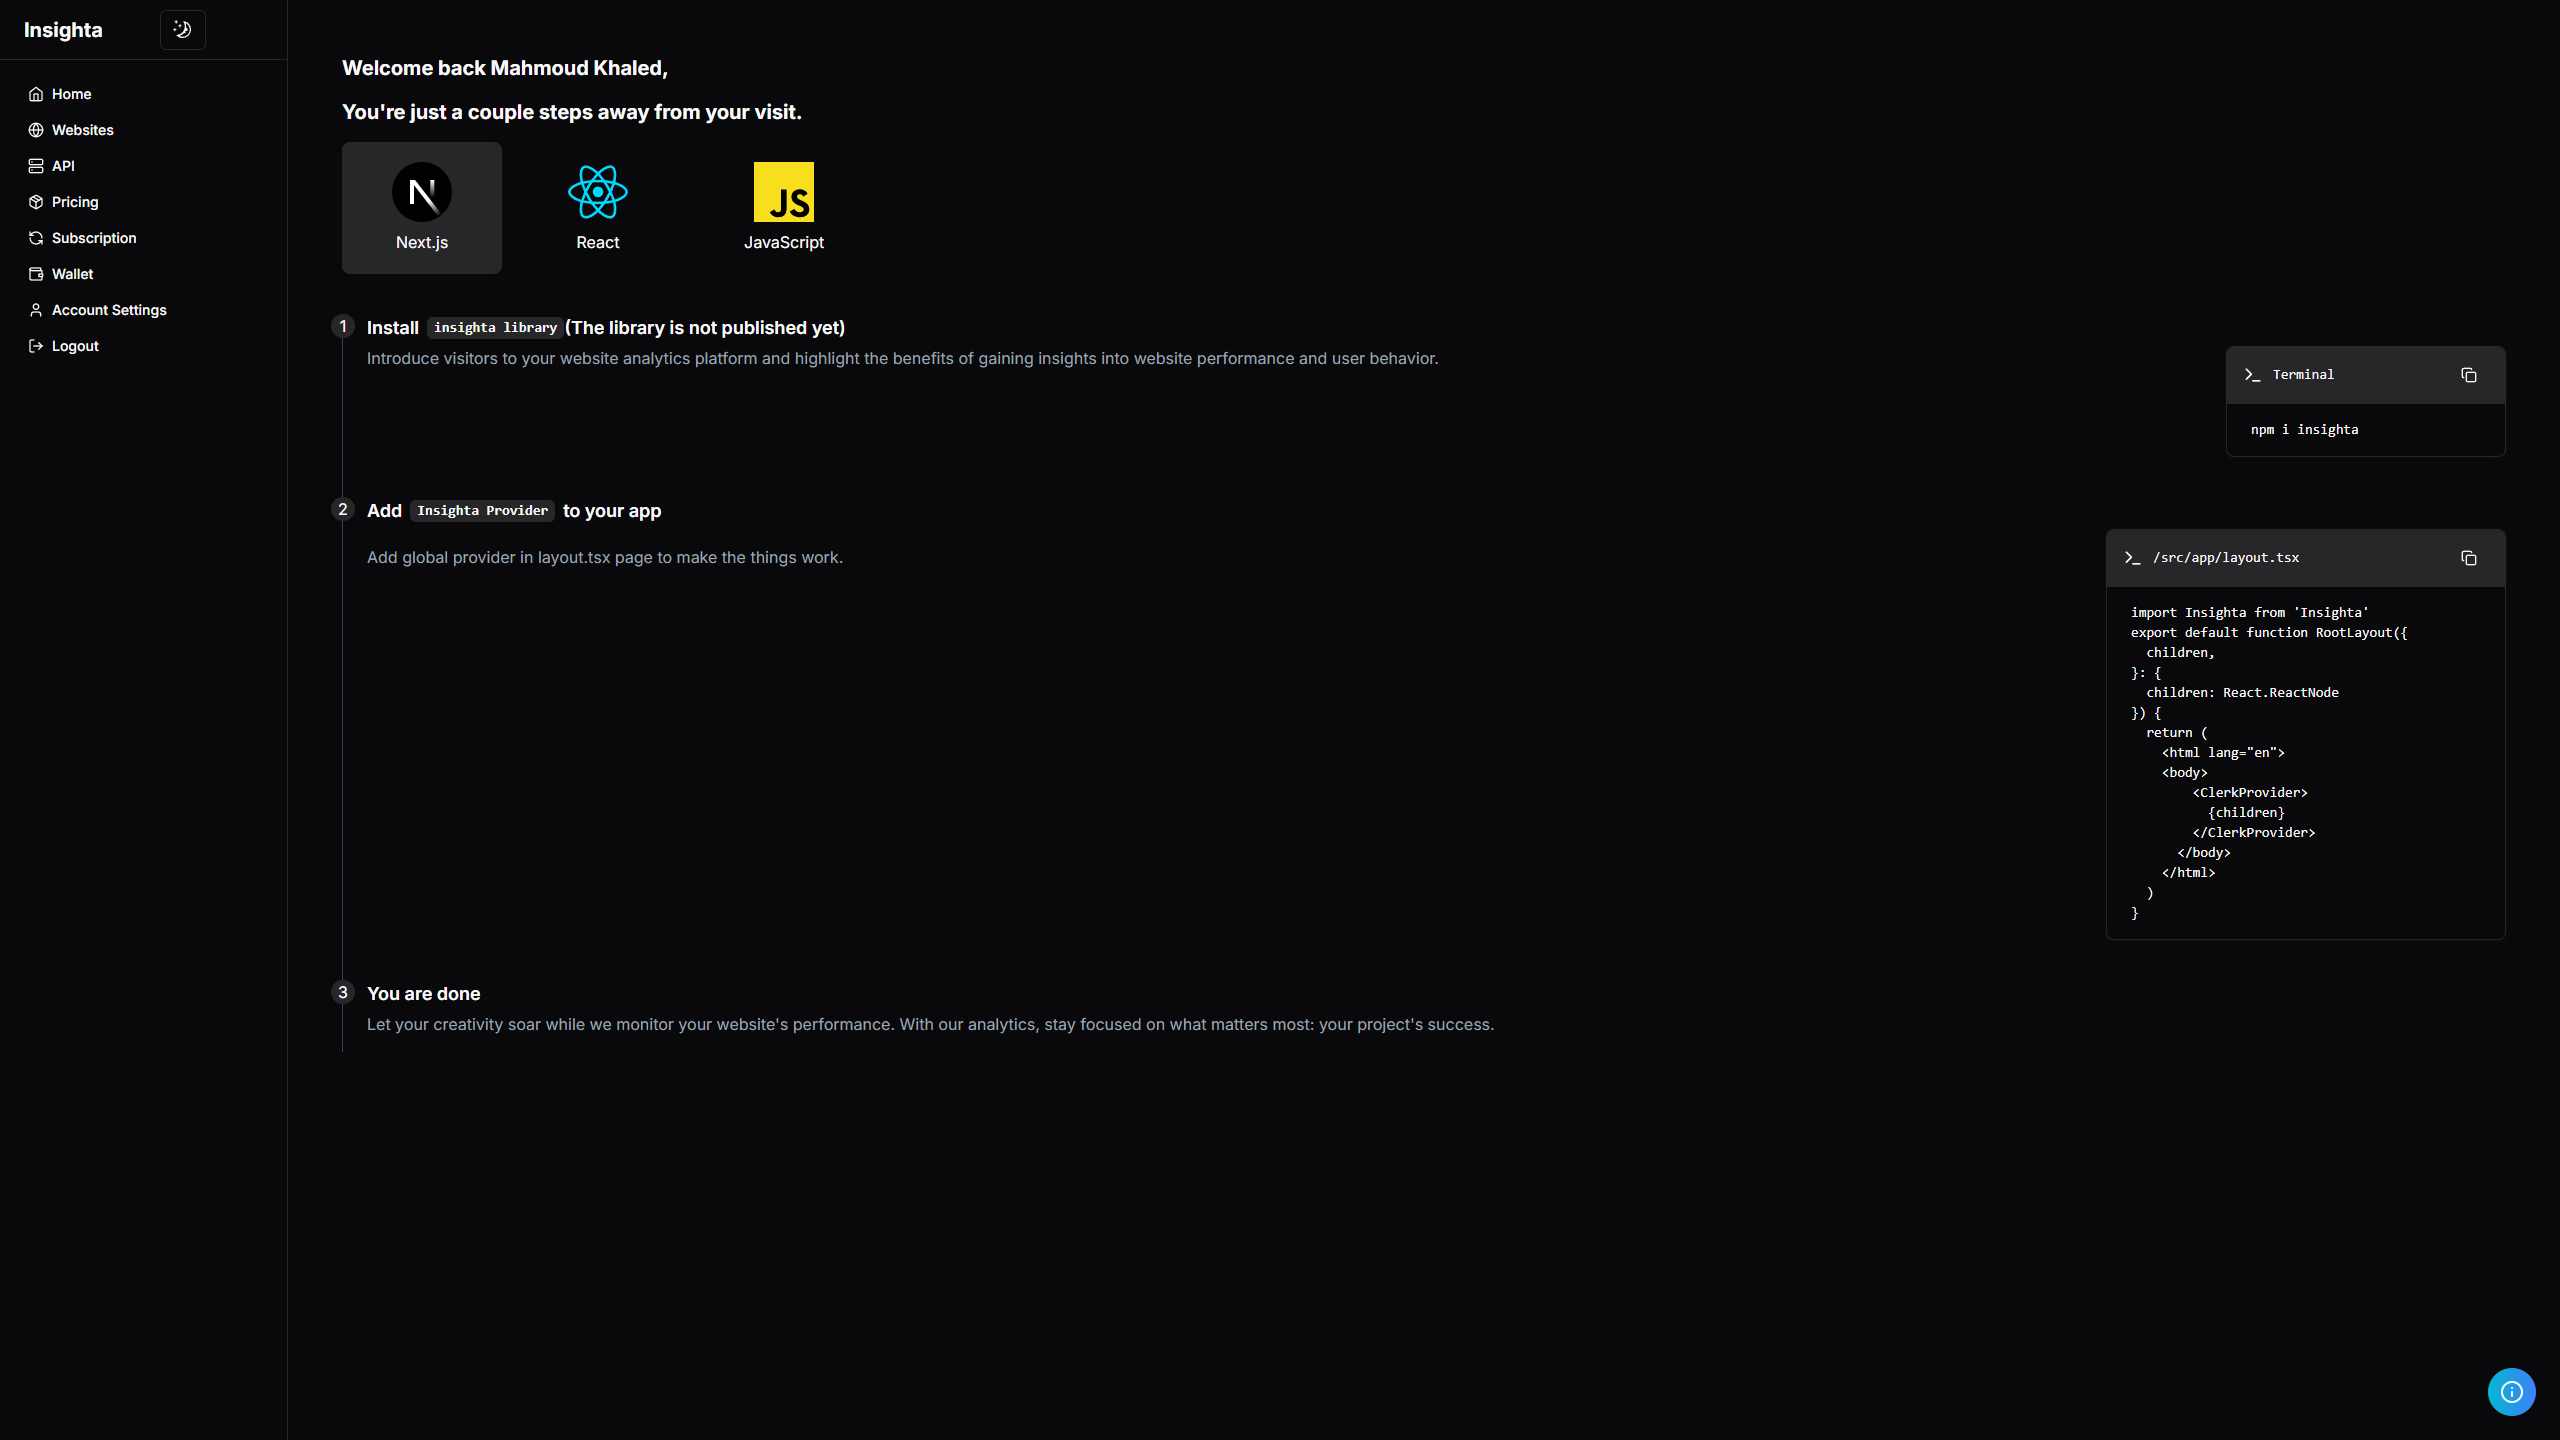 Insighta
Home
Websites
API
Pricing
Subscription
Wallet
Account Settings
Logout
Welcome back Mahmoud Khaled,
You're just a couple steps away from your visit.
N
Next.js
React
JS
JavaScript
1
Install insighta library(The library is not published yet)
Introduce visitors to your website analytics platform and highlight the benefits of gaining insights into website performance and user behavior.
>_ Terminal
npm i insighta
2
Add Insighta Provider to your app
Add global provider in layout.tsx page to make the things work.
>_ /src/app/layout.tsx
import Insighta from 'Insighta'
export default function RootLayout({
  children,
}: {
  children: React.ReactNode
}) {
  return (
    <html lang="en">
    <body>
        <ClerkProvider>
          {children}
        </ClerkProvider>
      </body>
    </html>
  )
}
3
You are done
Let your creativity soar while we monitor your website's performance. With our analytics, stay focused on what matters most: your project's success.